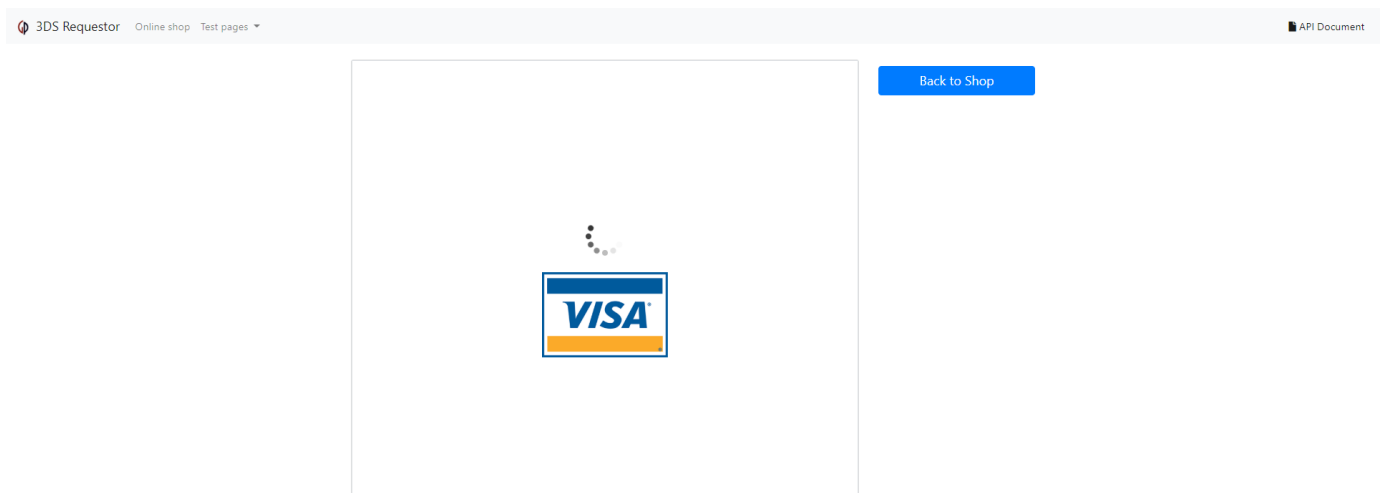 3DS Requestor Online shop Test pages API Document
Back to Shop
VISA